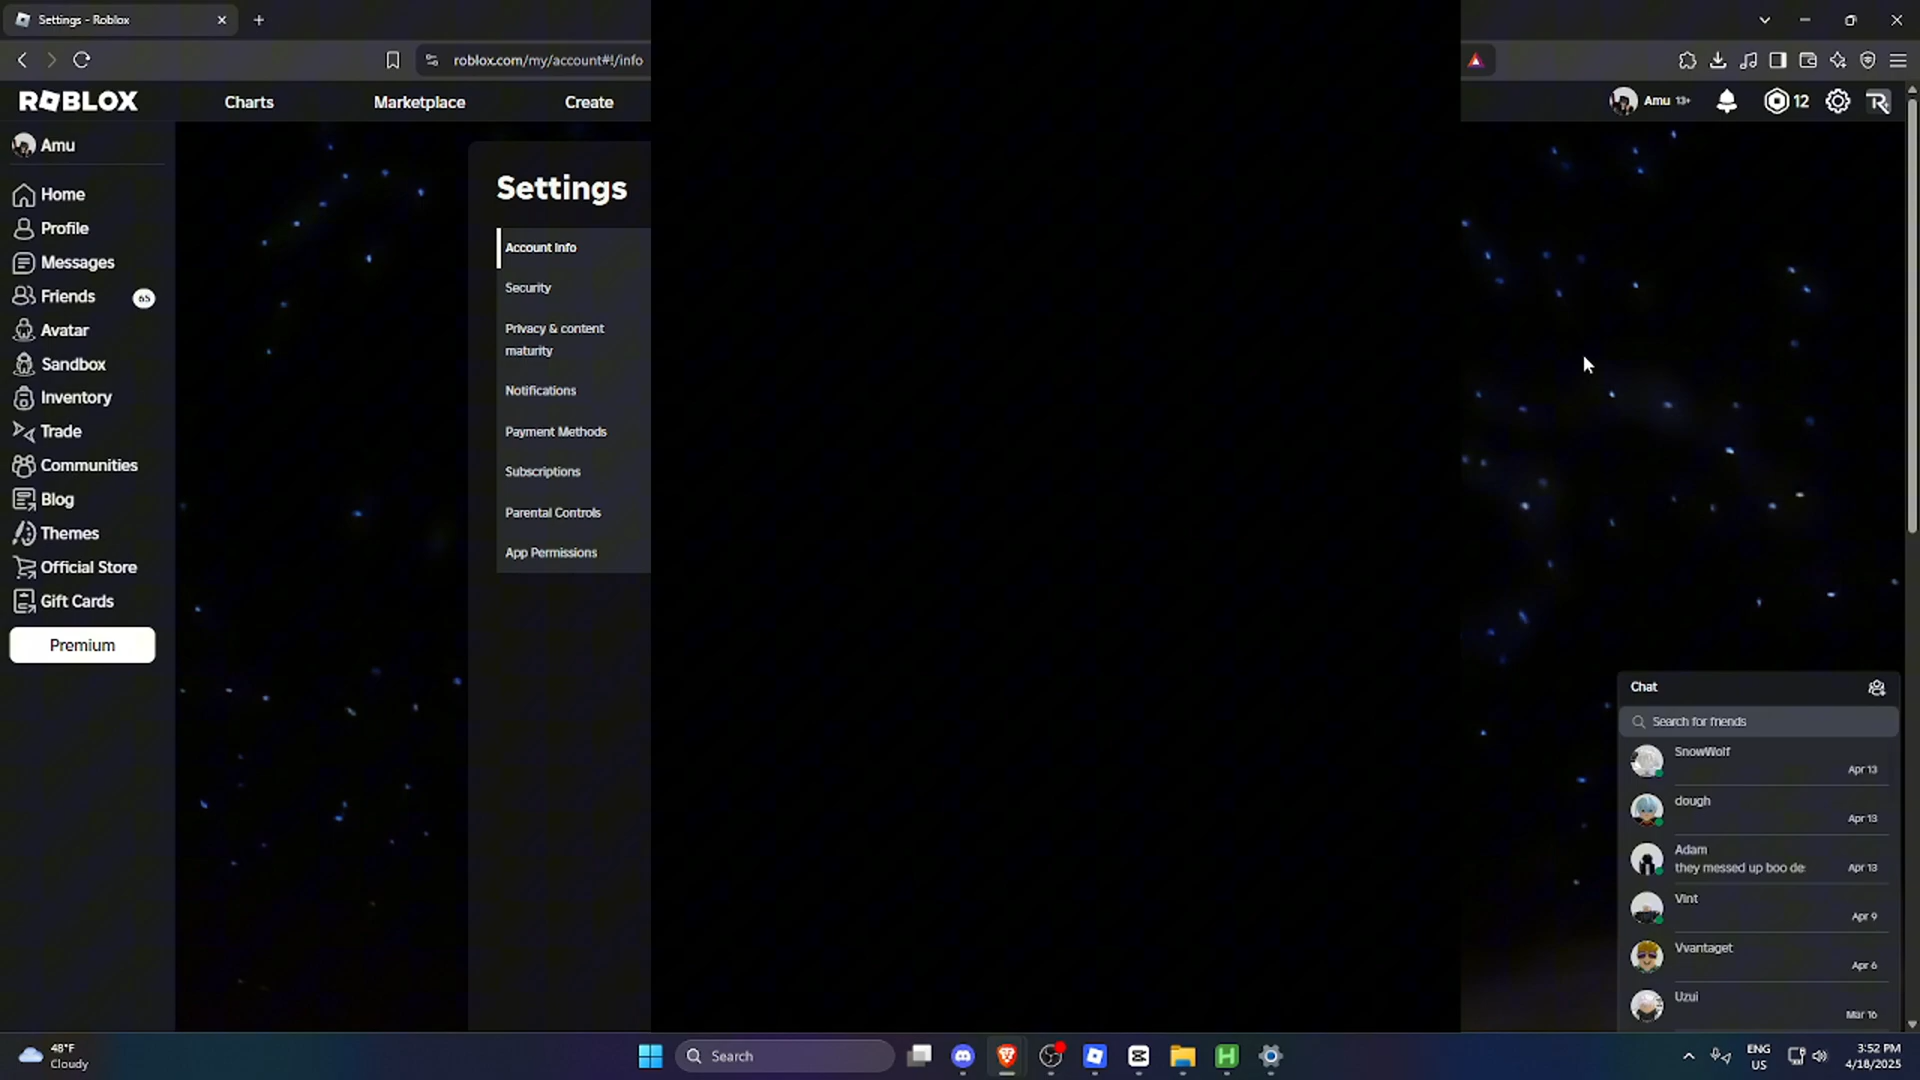 Settings - Roblox
roblox.com/my/account#!/info
ROBLOX
Charts
Marketplace
Create
Amu 13+
12
Amu
Home
Profile
Messages
Friends
65
Avatar
Sandbox
Inventory
Trade
Communities
Blog
Themes
Official Store
Gift Cards
Premium
Settings
Account Info
Security
Privacy & content
maturity
Notifications
Payment Methods
Subscriptions
Parental Controls
App Permissions
Chat
Search for friends
SnowWolf
Apr 13
dough
Apr 13
Adam
they messed up boo de
Apr 13
Vint
Apr 9
Vvantaget
Apr 6
Uzui
Mar 16
48°F
Cloudy
Search
ENG
US
3:52 PM
4/18/2025